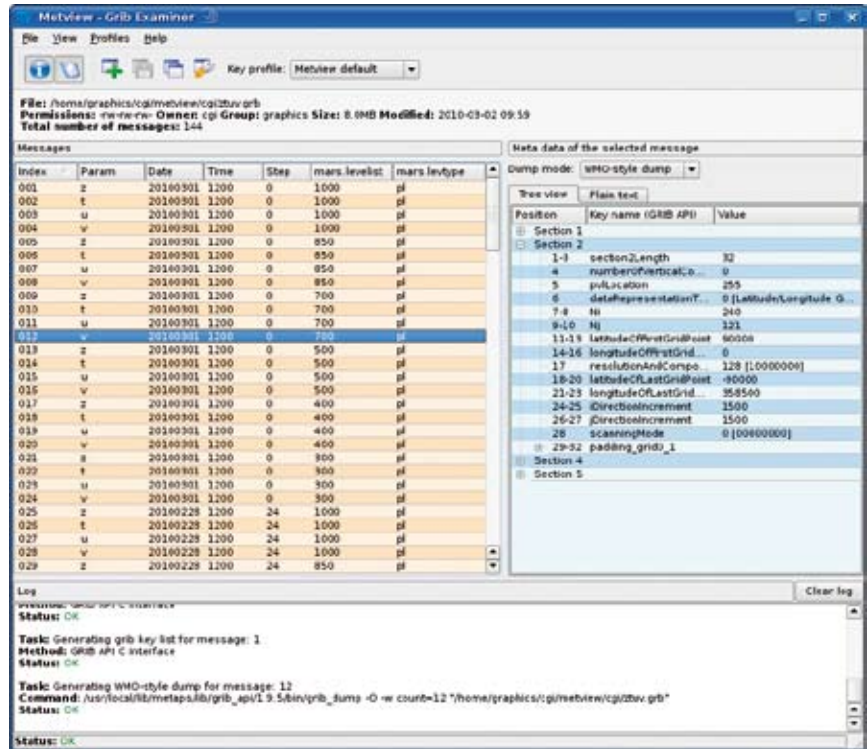 Metview - Grib Examiner
File View Profiles Help
Key profile: Metview default
File: /home/graphics/cgi/metview/cgi/ztuv.grb
Permissions: -rw-rw-rw- Owner: cgi Group: graphics Size: 8.0MB Modified: 2010-03-02 09:59
Total number of messages: 144
Messages
Index Param Date Time Step mars.levelist mars.levtype
001 z 20100301 1200 0 1000 pl
002 t 20100301 1200 0 1000 pl
003 u 20100301 1200 0 1000 pl
004 v 20100301 1200 0 1000 pl
005 z 20100301 1200 0 850 pl
006 t 20100301 1200 0 850 pl
007 u 20100301 1200 0 850 pl
008 v 20100301 1200 0 850 pl
009 z 20100301 1200 0 700 pl
010 t 20100301 1200 0 700 pl
011 u 20100301 1200 0 700 pl
012 v 20100301 1200 0 700 pl
013 z 20100301 1200 0 500 pl
014 t 20100301 1200 0 500 pl
015 u 20100301 1200 0 500 pl
016 v 20100301 1200 0 500 pl
017 z 20100301 1200 0 400 pl
018 t 20100301 1200 0 400 pl
019 u 20100301 1200 0 400 pl
020 v 20100301 1200 0 400 pl
021 z 20100301 1200 0 300 pl
022 t 20100301 1200 0 300 pl
023 u 20100301 1200 0 300 pl
024 v 20100301 1200 0 300 pl
025 z 20100228 1200 24 1000 pl
026 t 20100228 1200 24 1000 pl
027 u 20100228 1200 24 1000 pl
028 v 20100228 1200 24 1000 pl
029 z 20100228 1200 24 850 pl
Meta data of the selected message
Dump mode: WMO-style dump
Tree view Plain text
Position Key name (GRIB API) Value
Section 1
Section 2
1-3 section2Length 32
4 numberOfVerticalCo... 0
5 pvlLocation 255
6 dataRepresentationT... 0 [Latitude/Longitude G...
7-8 Ni 240
9-10 Nj 121
11-13 latitudeOfFirstGridPoint 90000
14-16 longitudeOfFirstGrid... 0
17 resolutionAndCompo... 128 [10000000]
18-20 latitudeOfLastGridPoint -90000
21-23 longitudeOfLastGrid... 358500
24-25 iDirectionIncrement 1500
26-27 jDirectionIncrement 1500
28 scanningMode 0 [00000000]
29-32 padding_grid0_1
Section 4
Section 5
Log Clear log
Method: GRIB API C interface
Status: OK
Task: Generating grib key list for message: 1
Method: GRIB API C interface
Status: OK
Task: Generating WMO-style dump for message: 12
Command: /usr/local/lib/metaps/lib/grib_api/1.9.5/bin/grib_dump -O -w count=12 "/home/graphics/cgi/metview/cgi/ztuv.grb"
Status: OK
Status: OK